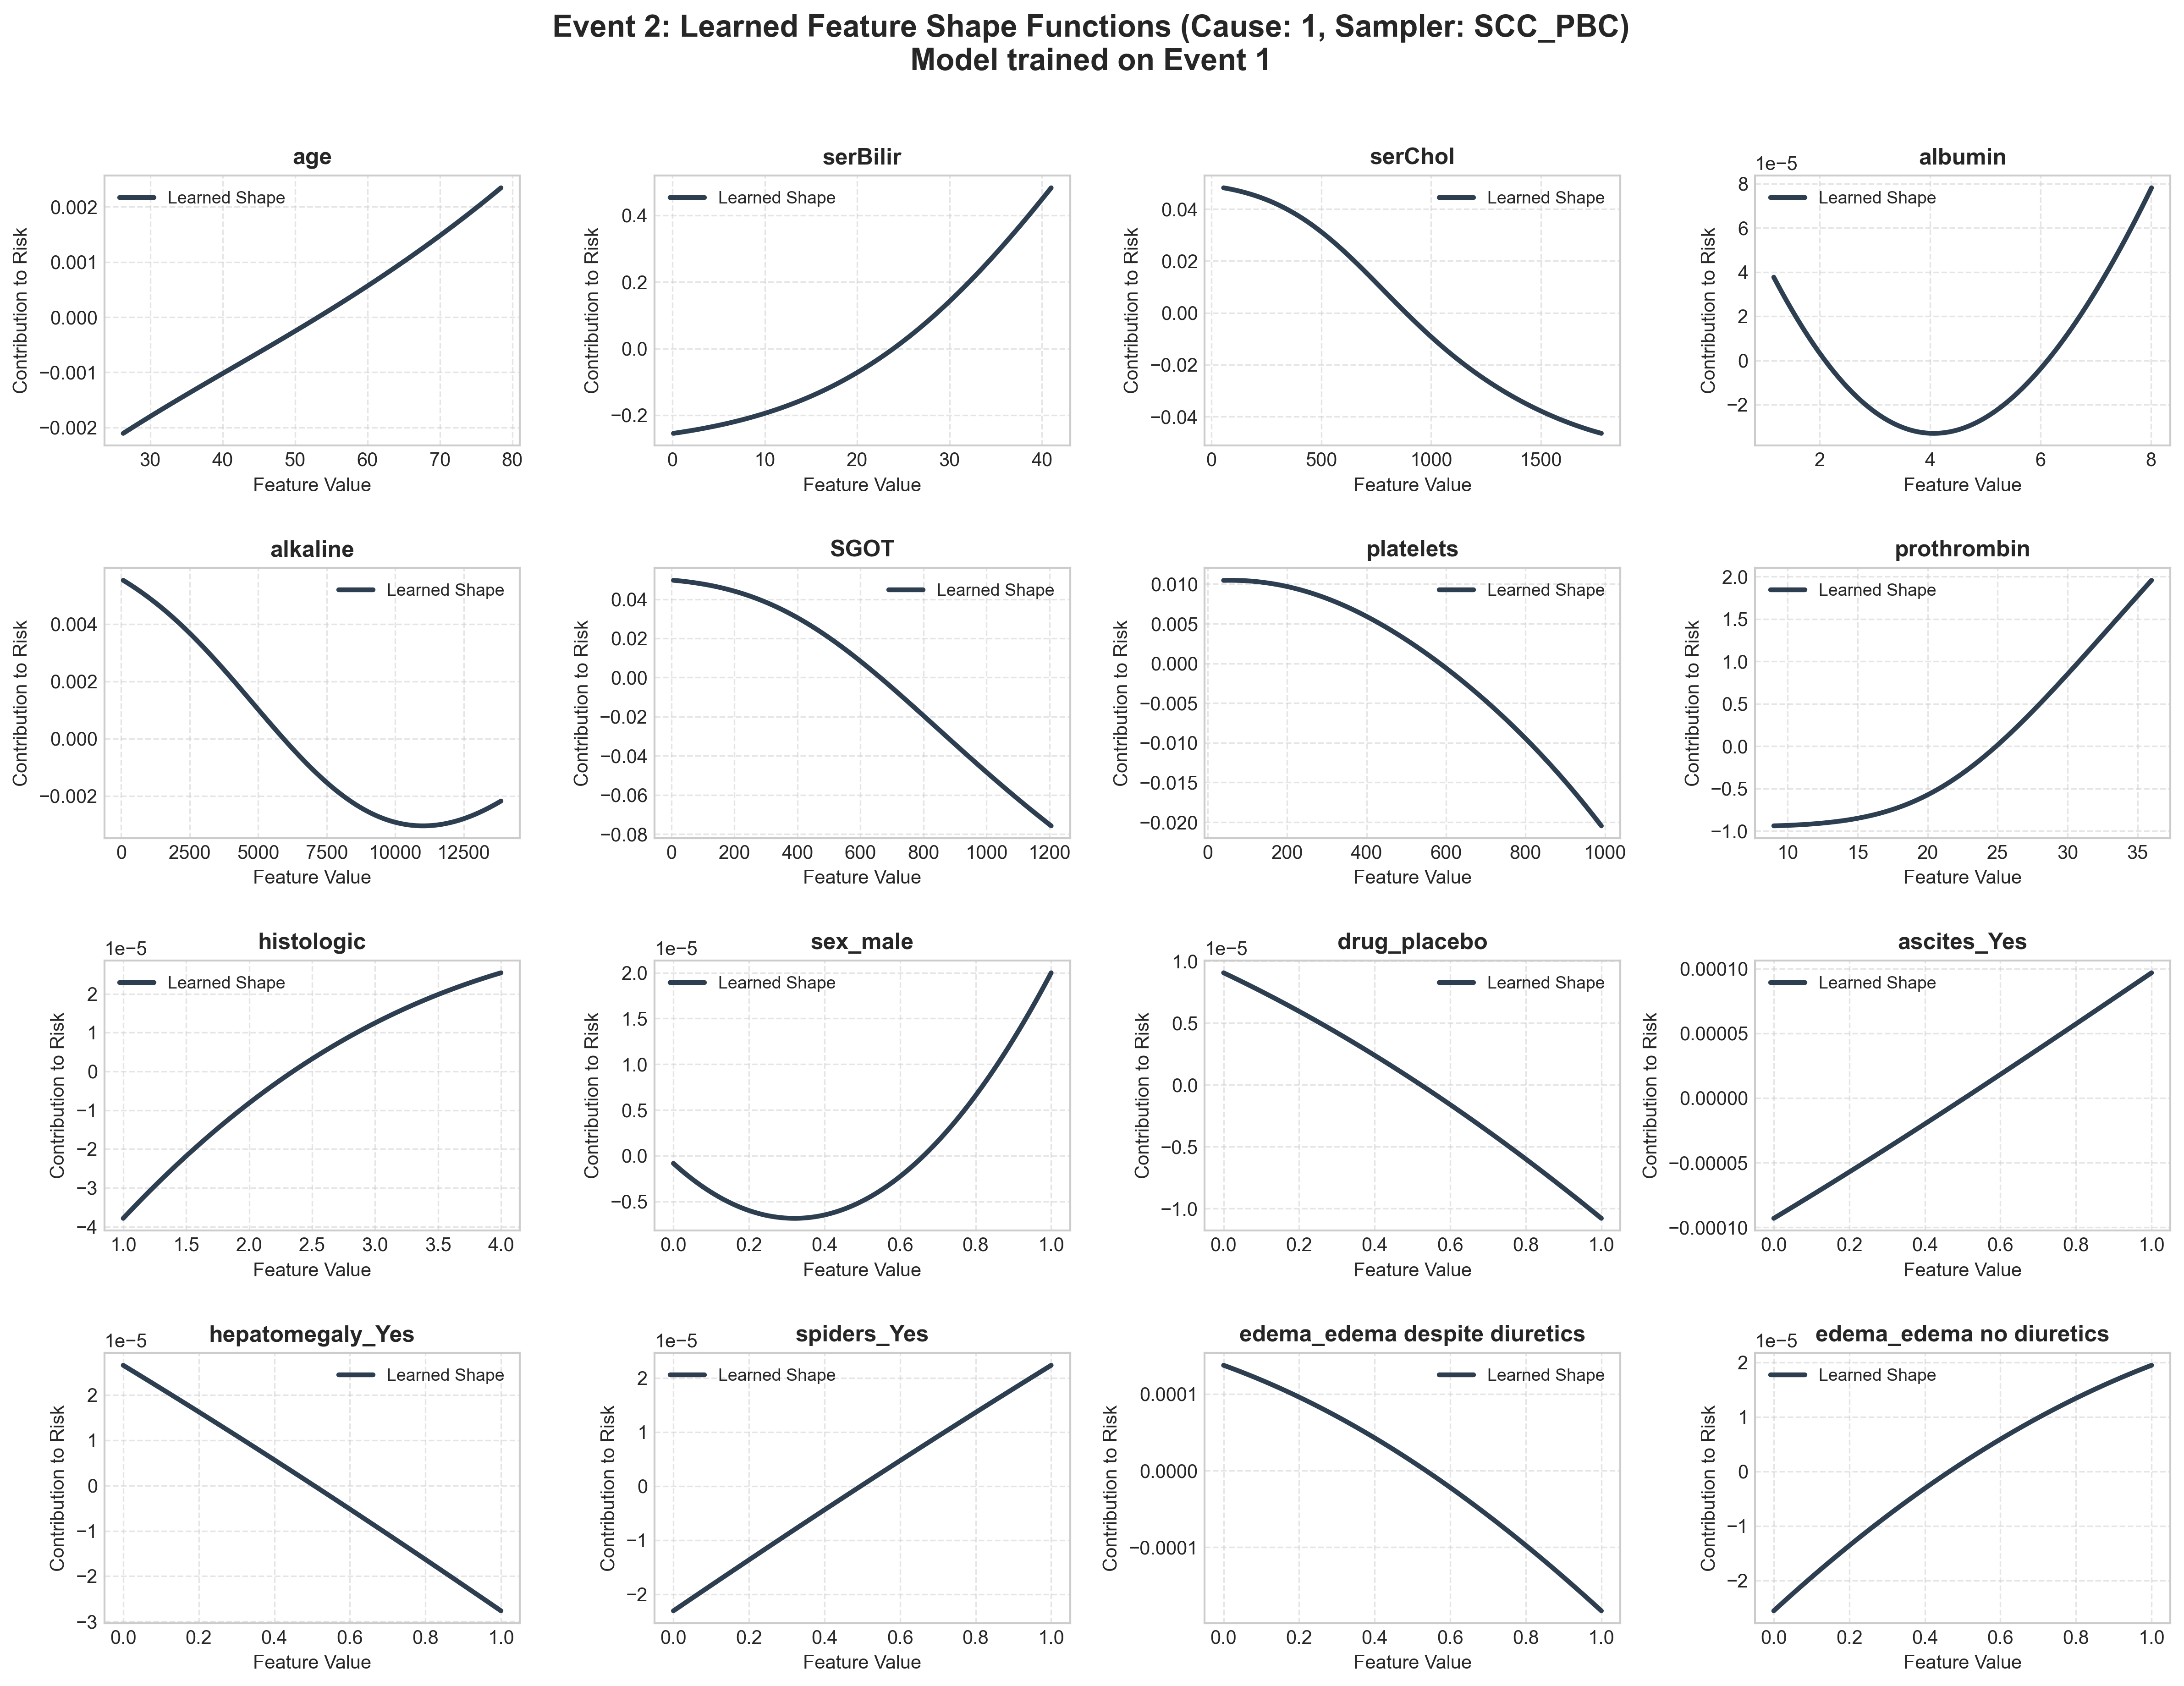 Event 2: Learned Feature Shape Functions (Cause: 1, Sampler: SCC_PBC)
Model trained on Event 1
age
Learned Shape
Contribution to Risk
0.002
0.001
0.000
−0.001
−0.002
30 40 50 60 70 80
Feature Value
serBilir
Learned Shape
Contribution to Risk
0.4
0.2
0.0
−0.2
0 10 20 30 40
Feature Value
serChol
Learned Shape
Contribution to Risk
0.04
0.02
0.00
−0.02
−0.04
0 500 1000 1500
Feature Value
albumin
1e−5
Learned Shape
Contribution to Risk
8
6
4
2
0
−2
2 4 6 8
Feature Value
alkaline
Learned Shape
Contribution to Risk
0.004
0.002
0.000
−0.002
0 2500 5000 7500 10000 12500
Feature Value
SGOT
Learned Shape
Contribution to Risk
0.04
0.02
0.00
−0.02
−0.04
−0.06
−0.08
0 200 400 600 800 1000 1200
Feature Value
platelets
Learned Shape
Contribution to Risk
0.010
0.005
0.000
−0.005
−0.010
−0.015
−0.020
0 200 400 600 800 1000
Feature Value
prothrombin
Learned Shape
Contribution to Risk
2.0
1.5
1.0
0.5
0.0
−0.5
−1.0
10 15 20 25 30 35
Feature Value
histologic
1e−5
Learned Shape
Contribution to Risk
2
1
0
−1
−2
−3
−4
1.0 1.5 2.0 2.5 3.0 3.5 4.0
Feature Value
sex_male
1e−5
Learned Shape
Contribution to Risk
2.0
1.5
1.0
0.5
0.0
−0.5
0.0 0.2 0.4 0.6 0.8 1.0
Feature Value
drug_placebo
1e−5
Learned Shape
Contribution to Risk
1.0
0.5
0.0
−0.5
−1.0
0.0 0.2 0.4 0.6 0.8 1.0
Feature Value
ascites_Yes
Learned Shape
Contribution to Risk
0.00010
0.00005
0.00000
−0.00005
−0.00010
0.0 0.2 0.4 0.6 0.8 1.0
Feature Value
hepatomegaly_Yes
1e−5
Learned Shape
Contribution to Risk
2
1
0
−1
−2
−3
0.0 0.2 0.4 0.6 0.8 1.0
Feature Value
spiders_Yes
1e−5
Learned Shape
Contribution to Risk
2
1
0
−1
−2
0.0 0.2 0.4 0.6 0.8 1.0
Feature Value
edema_edema despite diuretics
Learned Shape
Contribution to Risk
0.0001
0.0000
−0.0001
0.0 0.2 0.4 0.6 0.8 1.0
Feature Value
edema_edema no diuretics
1e−5
Learned Shape
Contribution to Risk
2
1
0
−1
−2
0.0 0.2 0.4 0.6 0.8 1.0
Feature Value